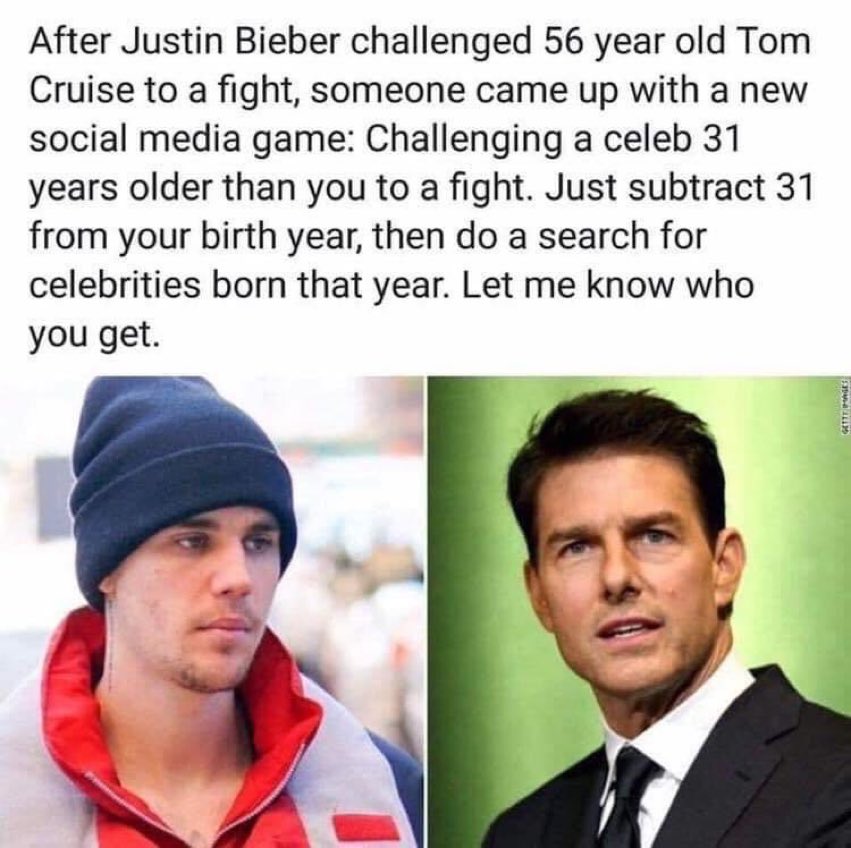 After Justin Bieber challenged 56 year old Tom
Cruise to a fight, someone came up with a new
social media game: Challenging a celeb 31
years older than you to a fight. Just subtract 31
from your birth year, then do a search for
celebrities born that year. Let me know who
you get.
GETTY IMAGES